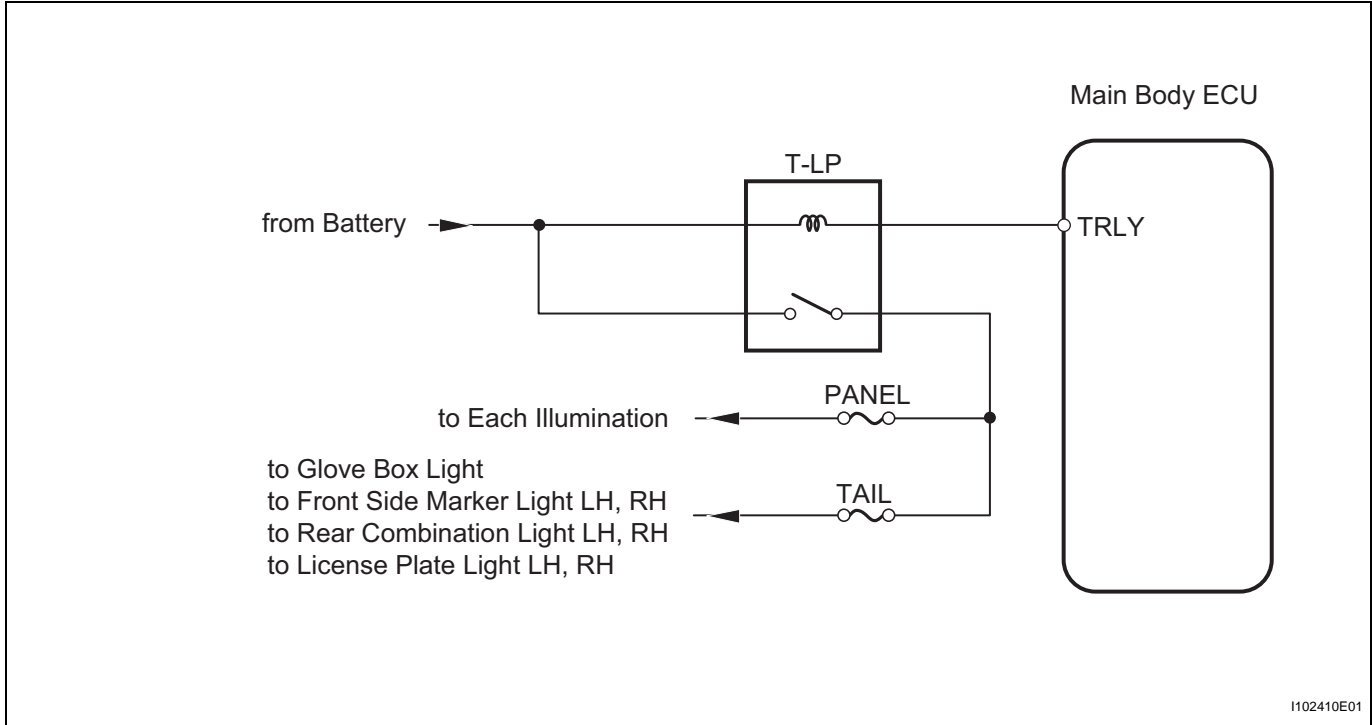 Main Body ECU
T-LP
from Battery
TRLY
PANEL
to Each Illumination
to Glove Box Light
TAIL
to Front Side Marker Light LH, RH
to Rear Combination Light LH, RH
to License Plate Light LH, RH
I102410E01